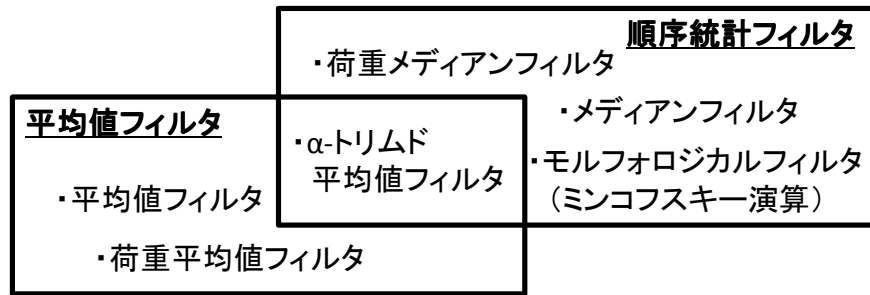 順序統計フィルタ
・荷重メディアンフィルタ
・メディアンフィルタ
平均値フィルタ
・α-トリムド
平均値フィルタ
・モルフォロジカルフィルタ
（ミンコフスキー演算）
・平均値フィルタ
・荷重平均値フィルタ